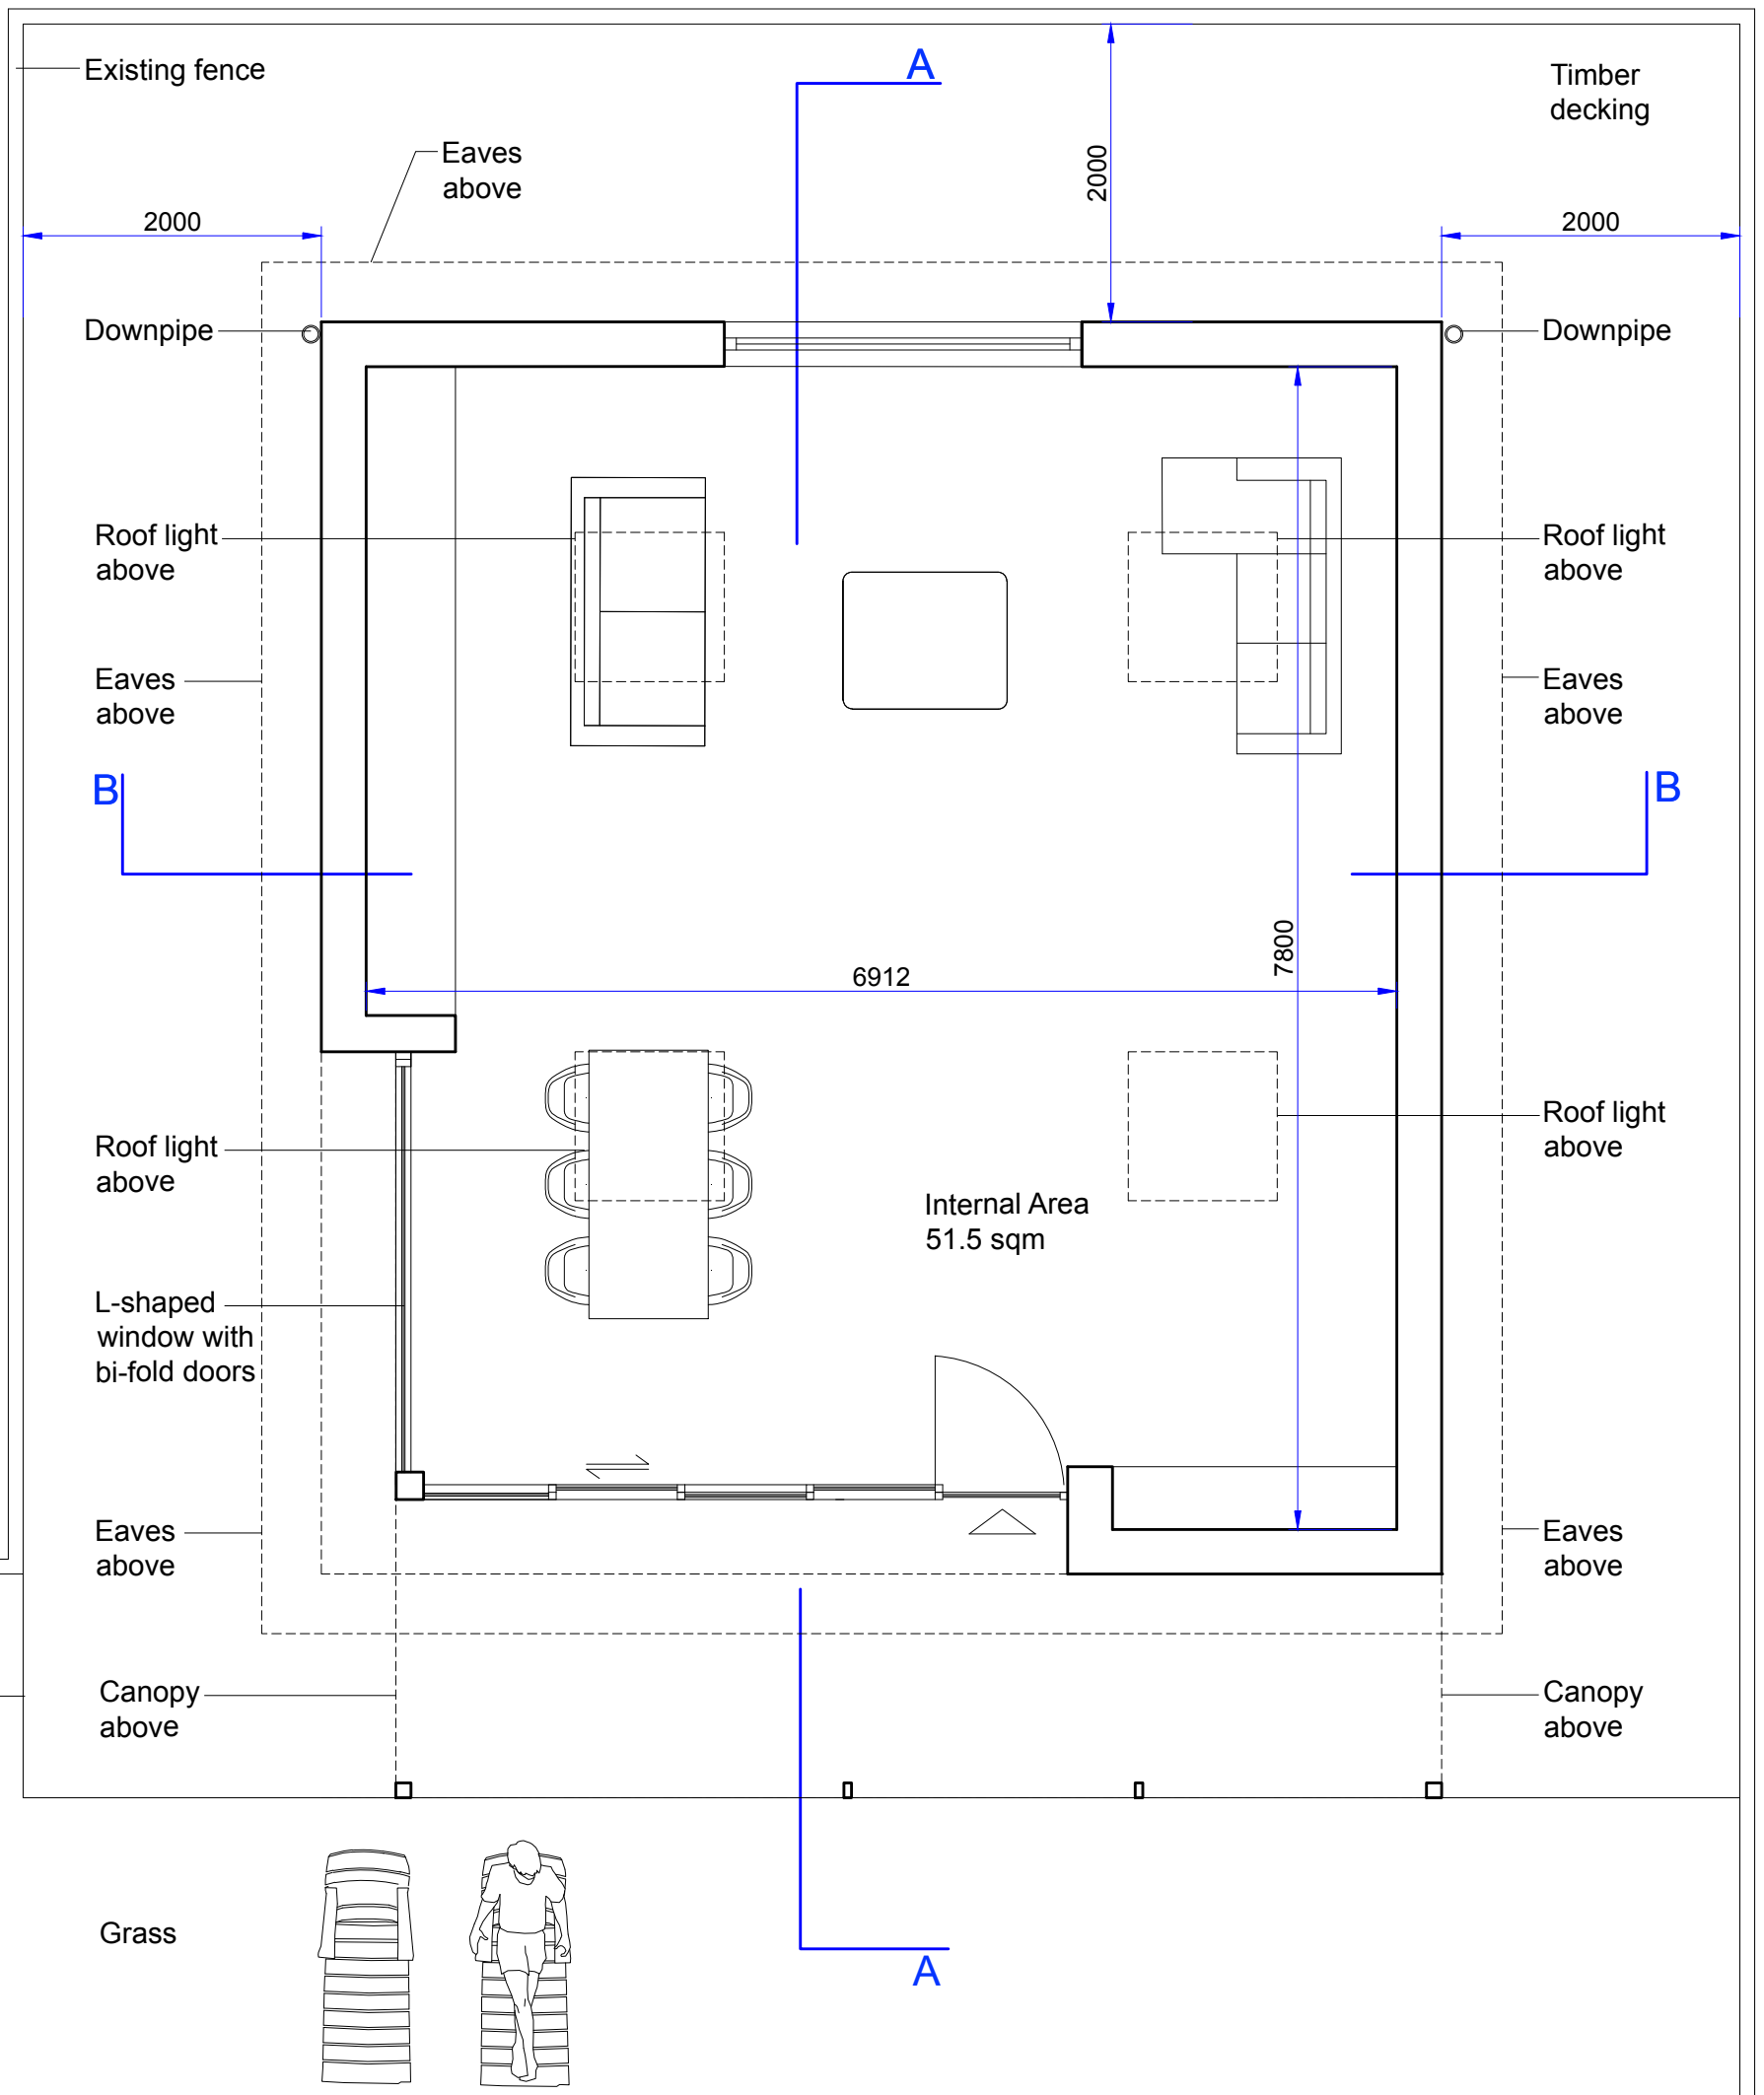 A
Existing fence
Timber
decking
Eaves
above
2000
2000
2000
Downpipe
Downpipe
Roof light
above
Roof light
above
Eaves
above
Eaves
above
B
B
7800
6912
Roof light
above
Roof light
above
Internal Area
51.5 sqm
L-shaped
window with
bi-fold doors
Eaves
above
Eaves
above
Canopy
above
Canopy
above
Grass
A